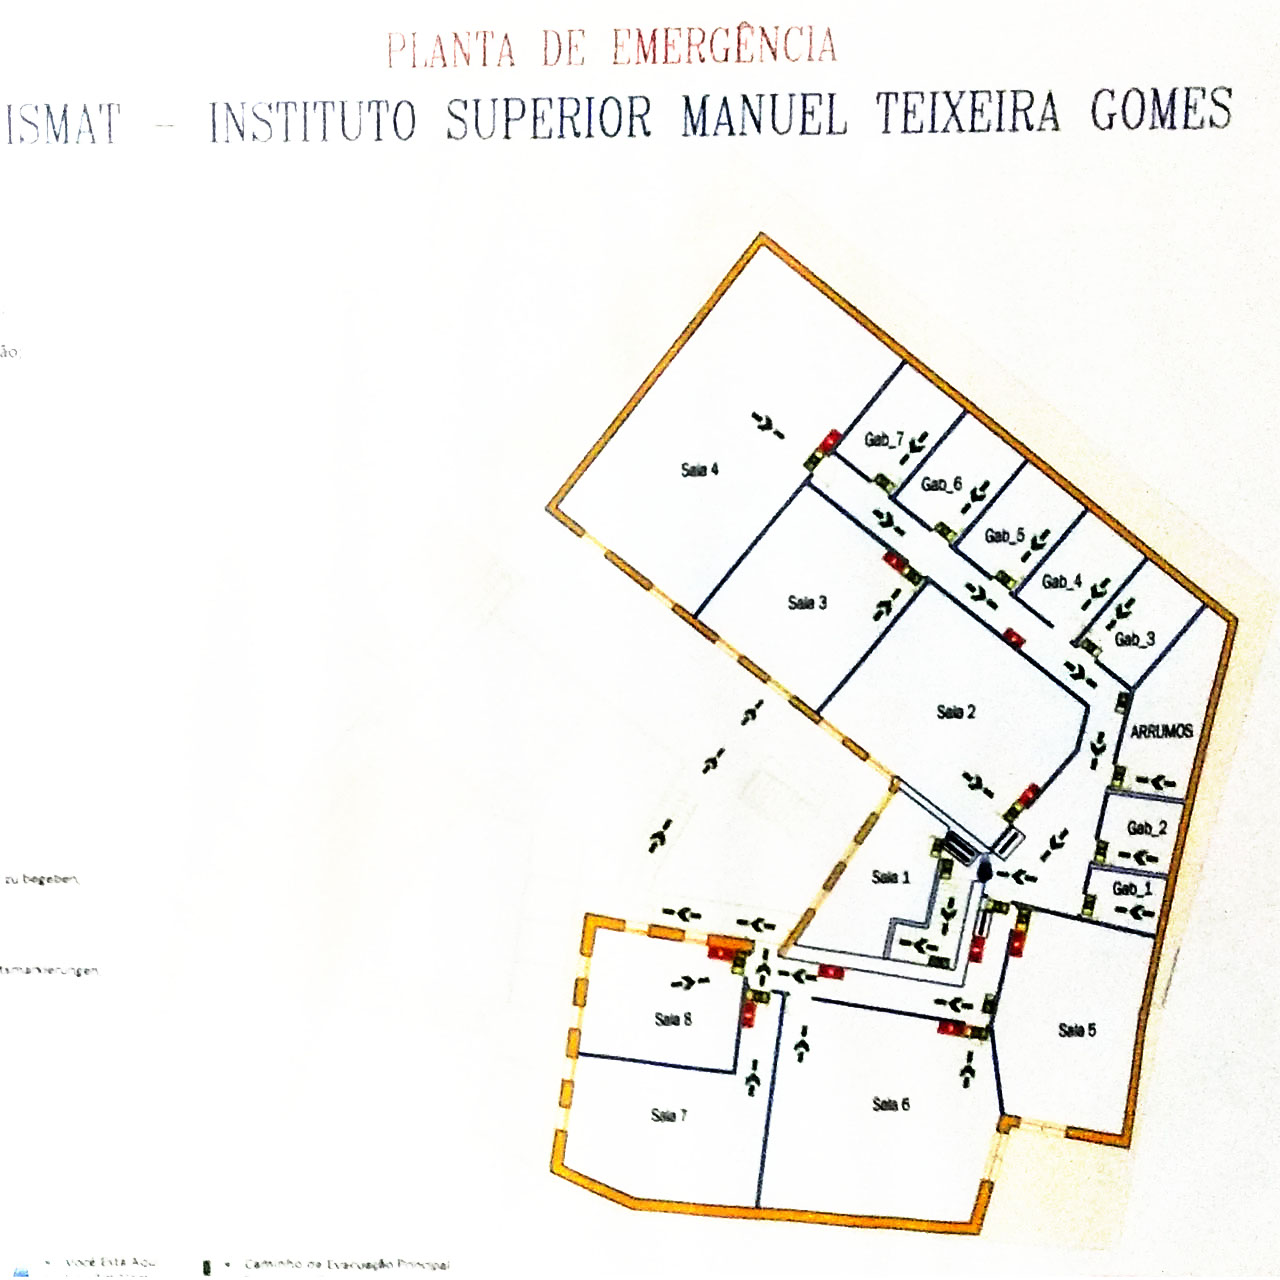 PLANTA DE EMERGÊNCIA
ISMAT - INSTITUTO SUPERIOR MANUEL TEIXEIRA GOMES
ão;
Gab_7
Sala 4
Gab_6
Gab_5
Gab_4
Sala 3
Gab_3
Sala 2
ARRUMOS
Gab_2
Sala 1
zu begeben,
Gab_1
tsmarkierungen
Sala 8
Sala 5
Sala 6
Sala 7
• Você Está Aqui
• Caminho de Evacuação Principal